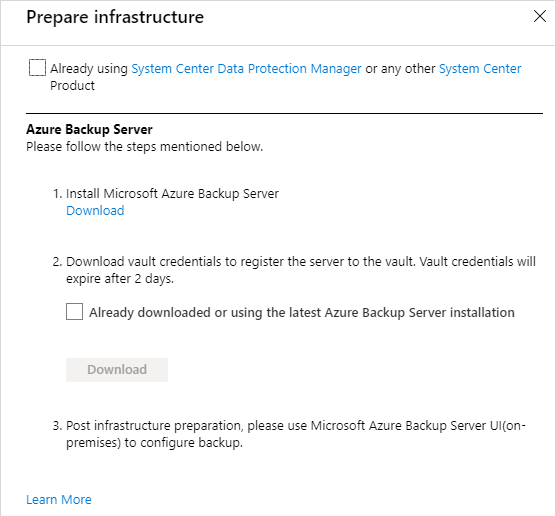 Prepare infrastructure
Already using System Center Data Protection Manager or any other System Center
Product
Azure Backup Server
Please follow the steps mentioned below.
1. Install Microsoft Azure Backup Server
Download
2. Download vault credentials to register the server to the vault. Vault credentials will
expire after 2 days.
Already downloaded or using the latest Azure Backup Server installation
Download
3. Post infrastructure preparation, please use Microsoft Azure Backup Server UI(on-
premises) to configure backup.
Learn More